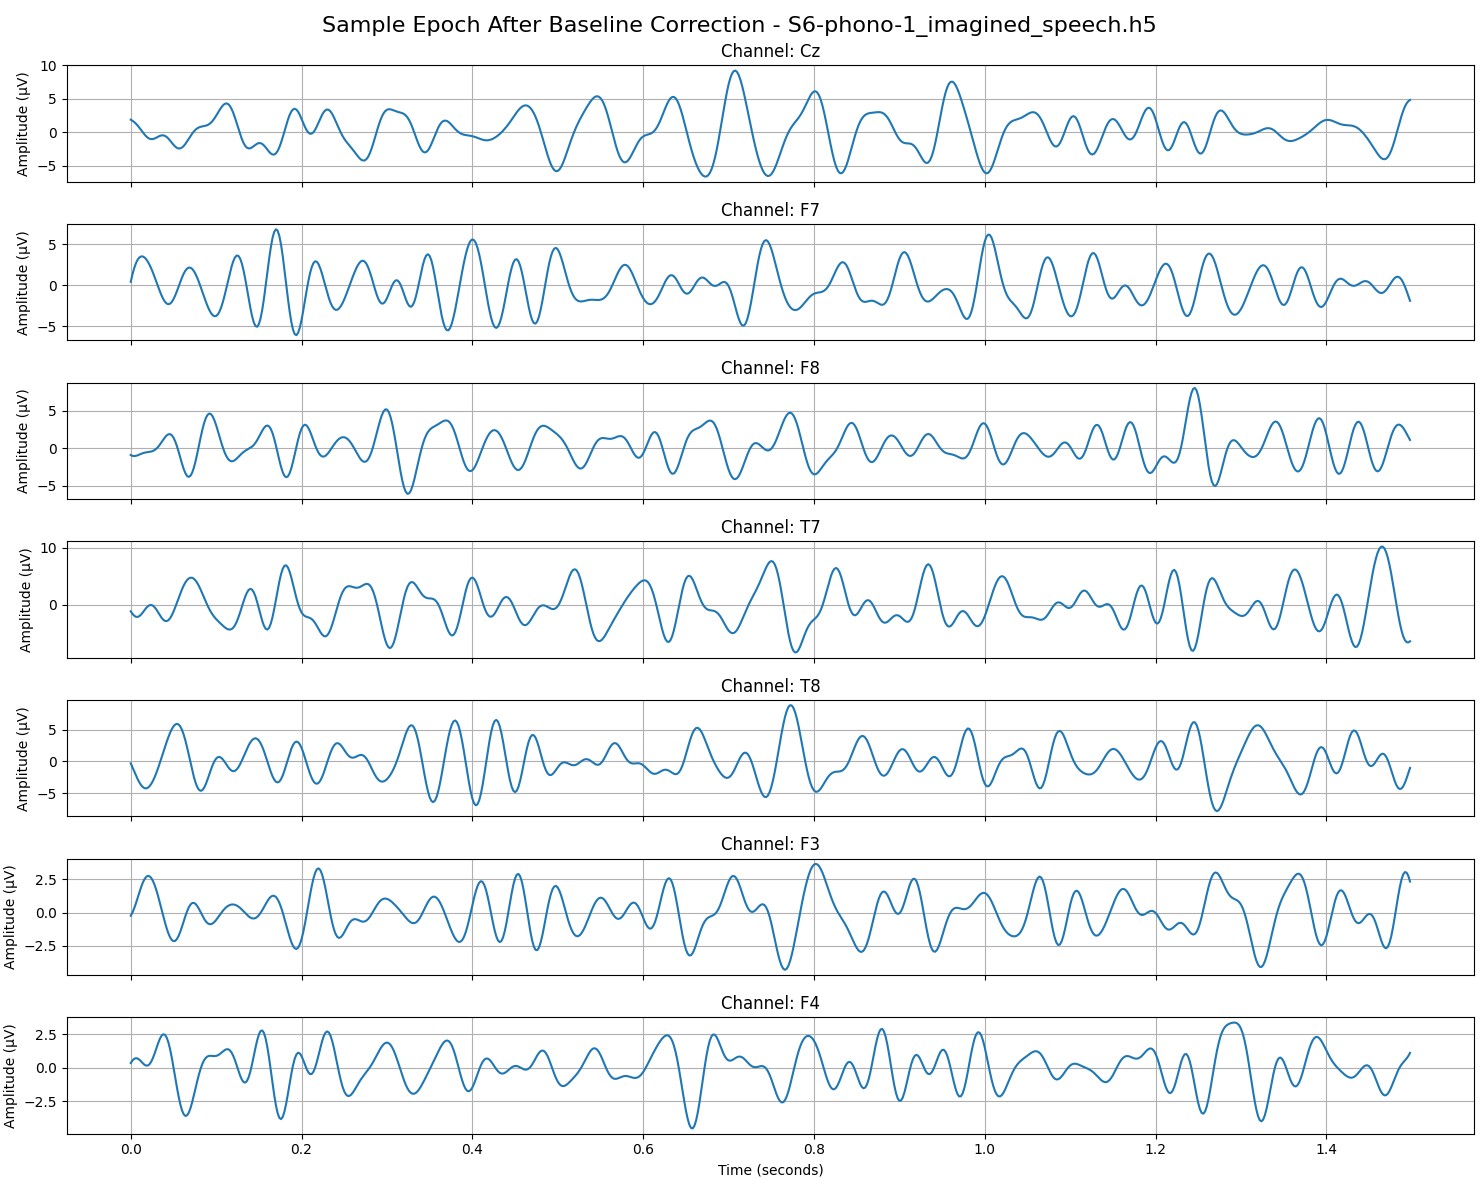 Sample Epoch After Baseline Correction - S6-phono-1_imagined_speech.h5
Channel: Cz
Amplitude (µV)
10
5
0
−5
Channel: F7
Amplitude (µV)
5
0
−5
Channel: F8
Amplitude (µV)
5
0
−5
Channel: T7
Amplitude (µV)
10
0
Channel: T8
Amplitude (µV)
5
0
−5
Channel: F3
Amplitude (µV)
2.5
0.0
−2.5
Channel: F4
Amplitude (µV)
2.5
0.0
−2.5
0.0 0.2 0.4 0.6 0.8 1.0 1.2 1.4
Time (seconds)